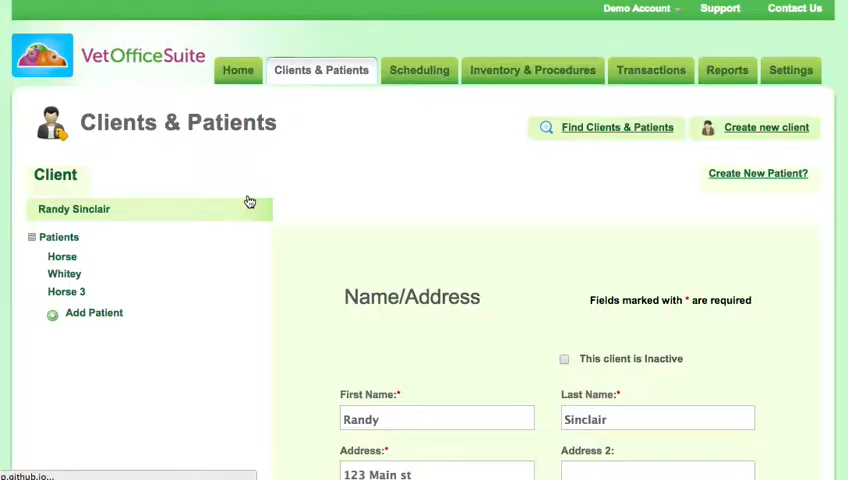 Demo Account Support Contact Us
VetOfficeSuite
Home Clients & Patients Scheduling Inventory & Procedures Transactions Reports Settings
Clients & Patients
Find Clients & Patients Create new client
Client
Create New Patient?
Randy Sinclair
Patients
Horse
Whitey
Horse 3
Add Patient
Name/Address
Fields marked with * are required
This client is Inactive
First Name:* Last Name:*
Randy Sinclair
Address:* Address 2:
123 Main st
p.github.io...